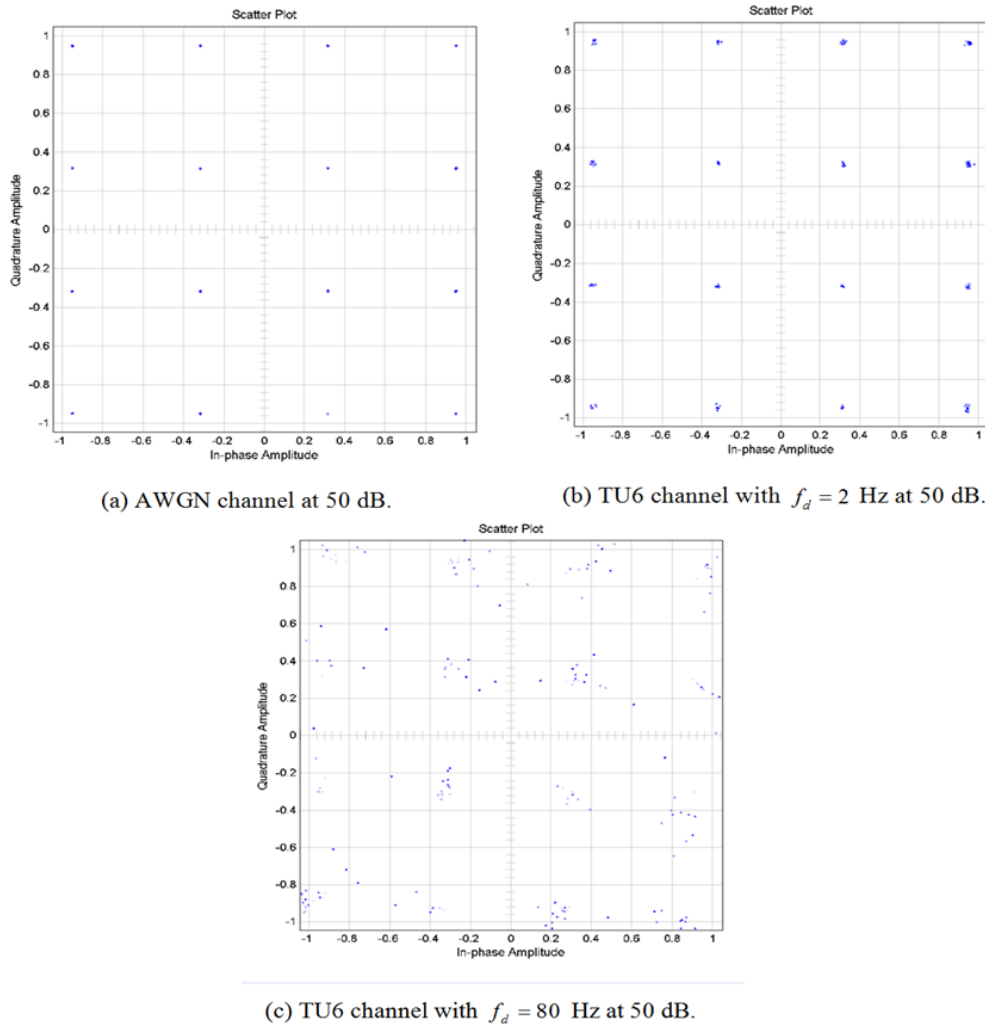 Scatter Plot
1
0.8
0.6
0.4
0.2
0
-0.2
-0.4
-0.6
-0.8
-1
Quadrature Amplitude
-1 -0.8 -0.6 -0.4 -0.2 0 0.2 0.4 0.6 0.8 1
In-phase Amplitude
(a) AWGN channel at 50 dB.
Scatter Plot
1
0.8
0.6
0.4
0.2
0
-0.2
-0.4
-0.6
-0.8
-1
Quadrature Amplitude
-1 -0.8 -0.6 -0.4 -0.2 0 0.2 0.4 0.6 0.8 1
In-phase Amplitude
(b) TU6 channel with f_d = 2 Hz at 50 dB.
Scatter Plot
1
0.8
0.6
0.4
0.2
0
-0.2
-0.4
-0.6
-0.8
-1
Quadrature Amplitude
-1 -0.8 -0.6 -0.4 -0.2 0 0.2 0.4 0.6 0.8 1
In-phase Amplitude
(c) TU6 channel with f_d = 80 Hz at 50 dB.